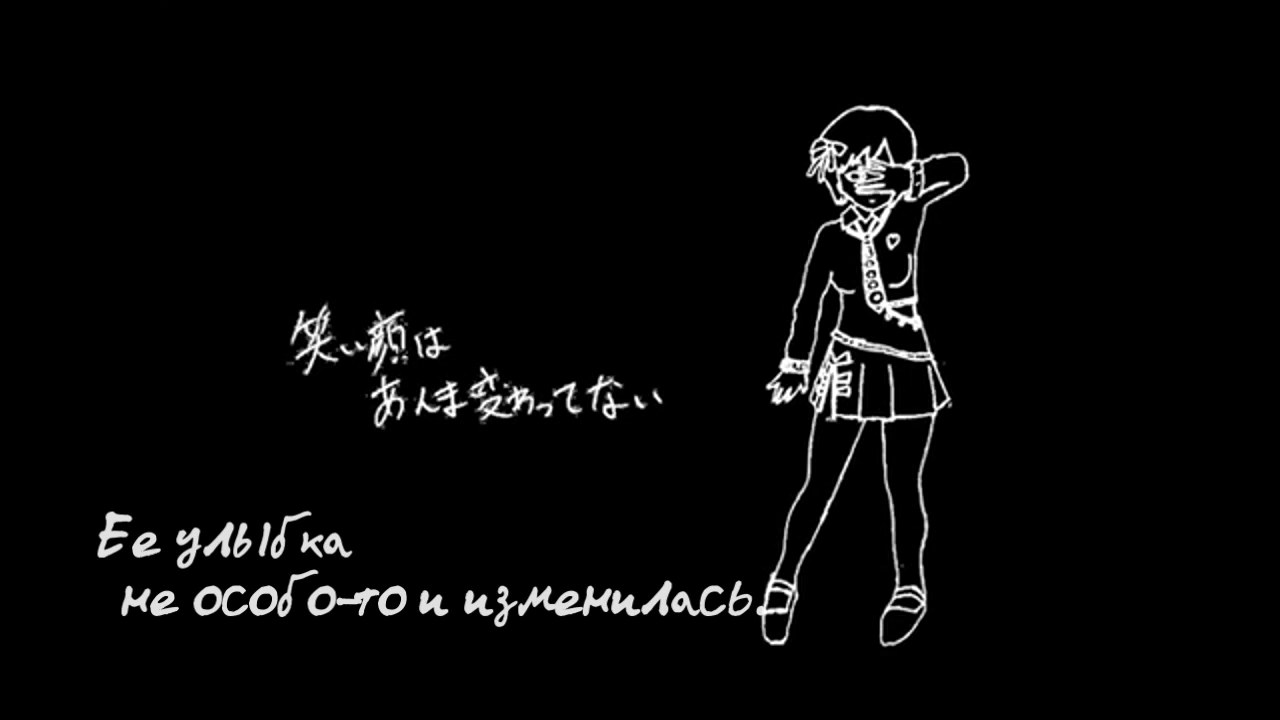 笑い顔は
あんま変わってない
Ее улыбка
не особо-то и изменилась.